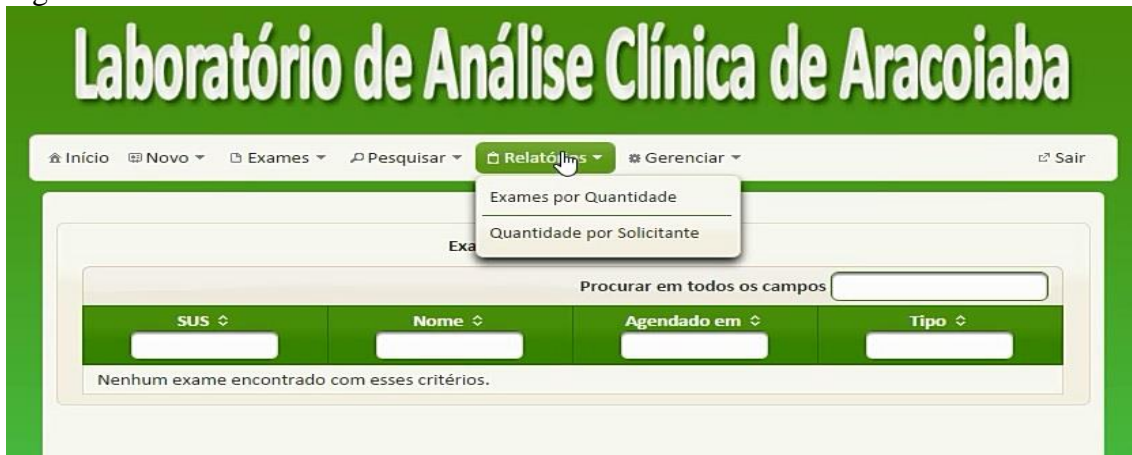 Laboratório de Análise Clínica de Aracoiaba
Início Novo Exames Pesquisar Relatórios Gerenciar Sair
Exames por Quantidade
Quantidade por Solicitante
Procurar em todos os campos
SUS Nome Agendado em Tipo
Nenhum exame encontrado com esses critérios.